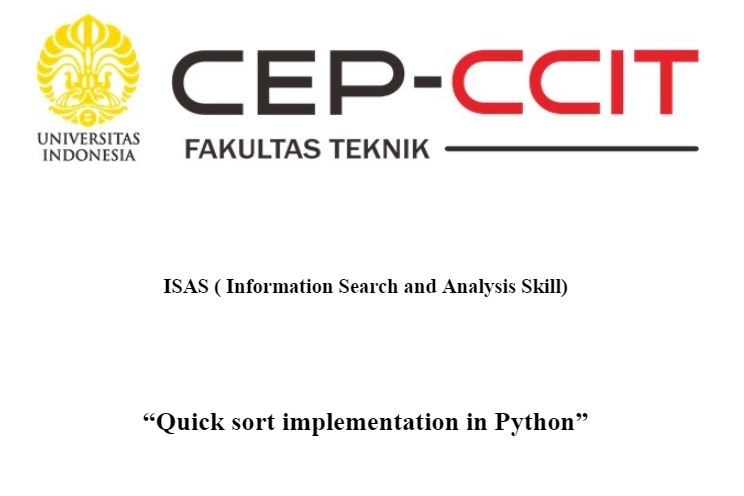 UNIVERSITAS
INDONESIA
CEP-CCIT
FAKULTAS TEKNIK
ISAS ( Information Search and Analysis Skill)
“Quick sort implementation in Python”